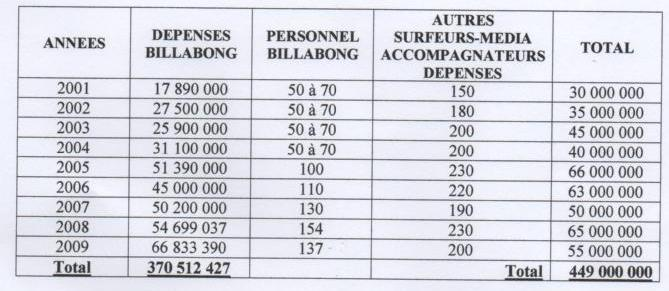 ANNEES DEPENSES BILLABONG PERSONNEL BILLABONG AUTRES SURFEURS-MEDIA ACCOMPAGNATEURS DEPENSES TOTAL
2001 17 890 000 50 à 70 150 30 000 000
2002 27 500 000 50 à 70 180 35 000 000
2003 25 900 000 50 à 70 200 45 000 000
2004 31 100 000 50 à 70 200 40 000 000
2005 51 390 000 100 230 66 000 000
2006 45 000 000 110 220 63 000 000
2007 50 200 000 130 190 50 000 000
2008 54 699 037 154 230 65 000 000
2009 66 833 390 137 200 55 000 000
Total 370 512 427 Total 449 000 000